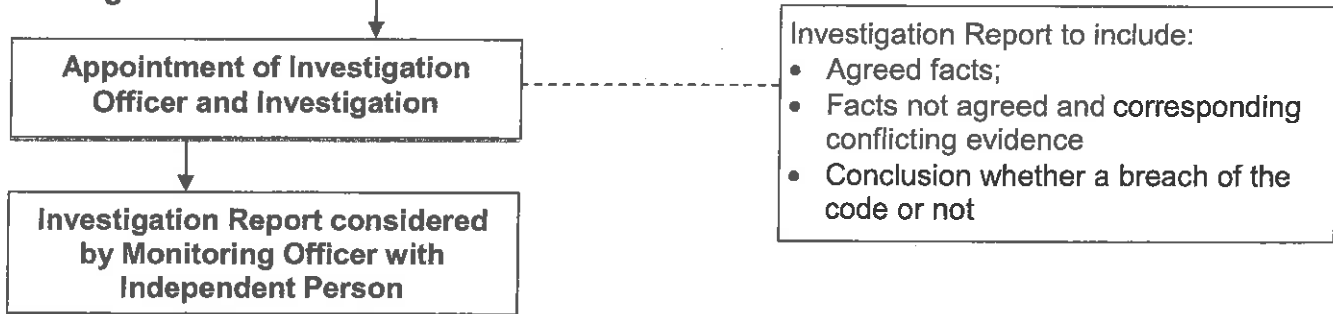 Appointment of Investigation
Officer and Investigation
Investigation Report to include:
• Agreed facts;
• Facts not agreed and corresponding
conflicting evidence
• Conclusion whether a breach of the
code or not
Investigation Report considered
by Monitoring Officer with
Independent Person